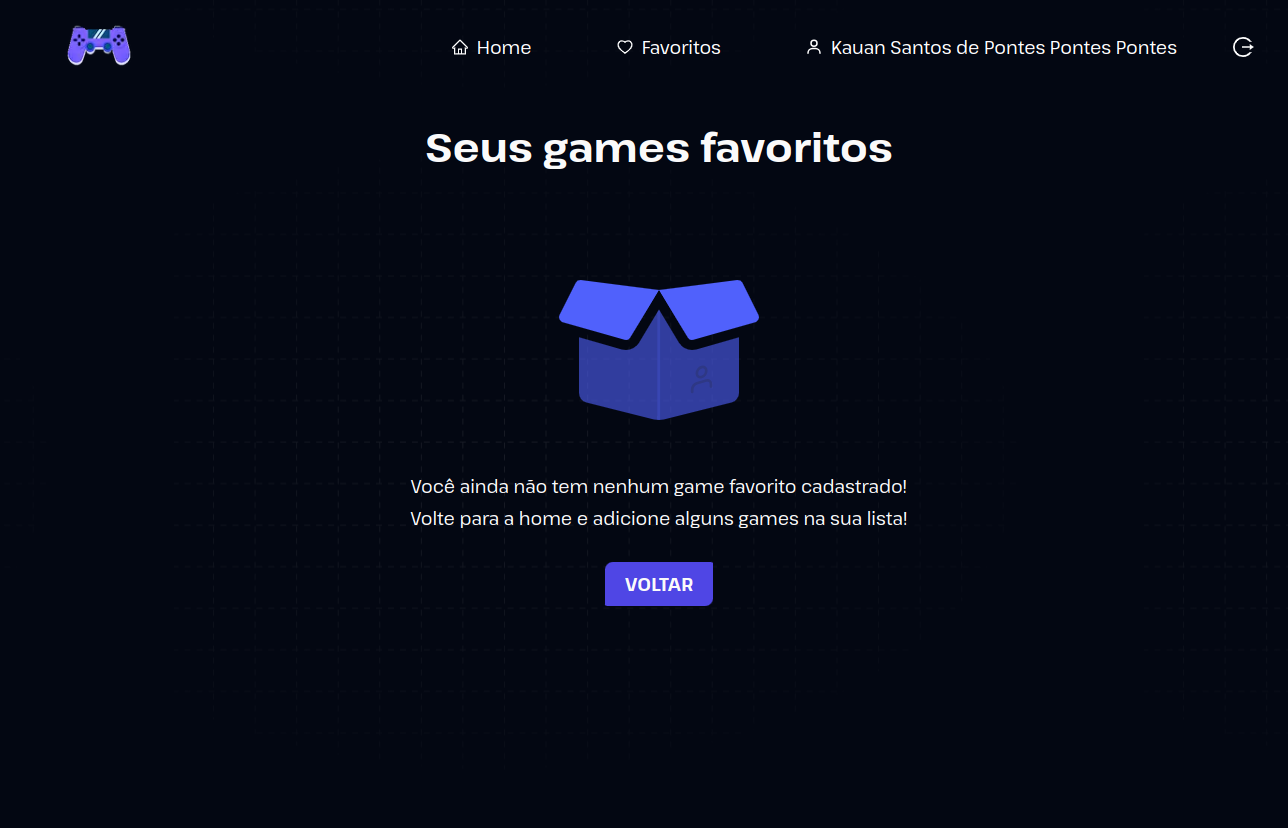 Home
Favoritos
Kauan Santos de Pontes Pontes Pontes
Seus games favoritos
Você ainda não tem nenhum game favorito cadastrado!
Volte para a home e adicione alguns games na sua lista!
VOLTAR